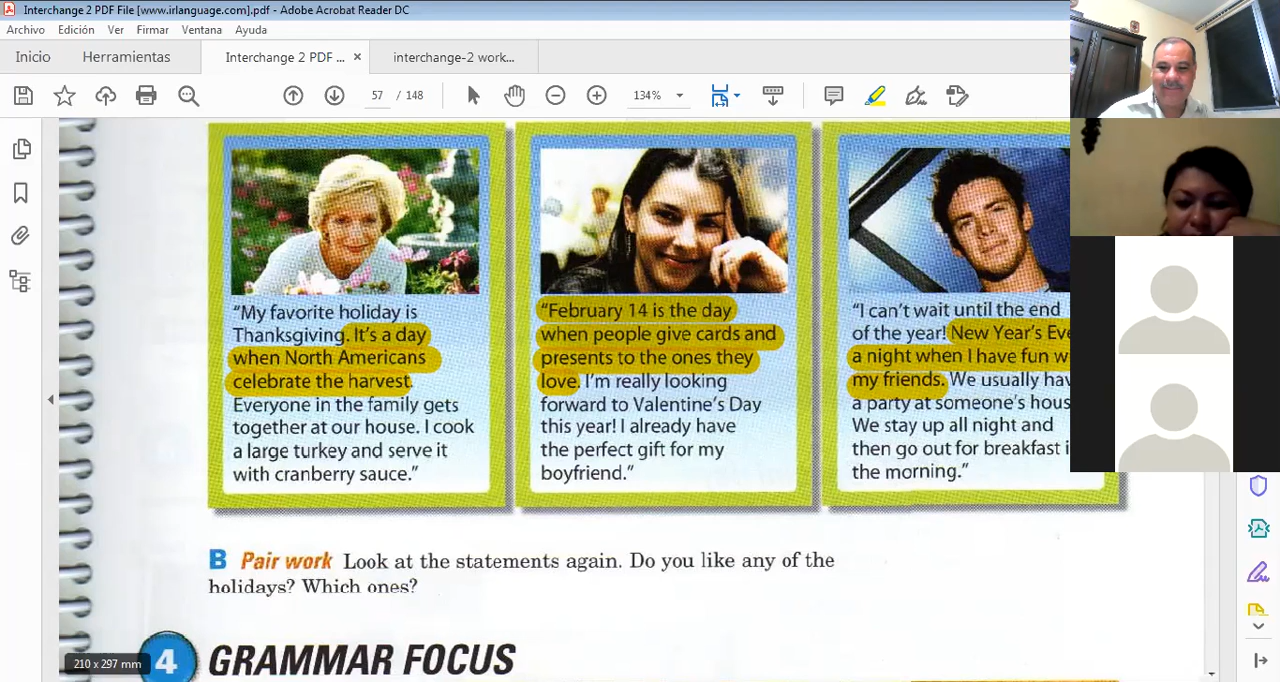 Interchange 2 PDF File [www.irlanguage.com].pdf - Adobe Acrobat Reader DC
Archivo Edición Ver Firmar Ventana Ayuda
Inicio Herramientas Interchange 2 PDF ... × interchange-2 work...
57 / 148 134%
"My favorite holiday is
Thanksgiving. It's a day
when North Americans
celebrate the harvest.
Everyone in the family gets
together at our house. I cook
a large turkey and serve it
with cranberry sauce."
"February 14 is the day
when people give cards and
presents to the ones they
love. I'm really looking
forward to Valentine's Day
this year! I already have
the perfect gift for my
boyfriend."
"I can't wait until the end
of the year! New Year's
a night when I have fun
my friends. We usually
a party at someone's
We stay up all night and
then go out for breakfast
the morning."
B Pair work Look at the statements again. Do you like any of the
holidays? Which ones?
4 GRAMMAR FOCUS
210 x 297 mm